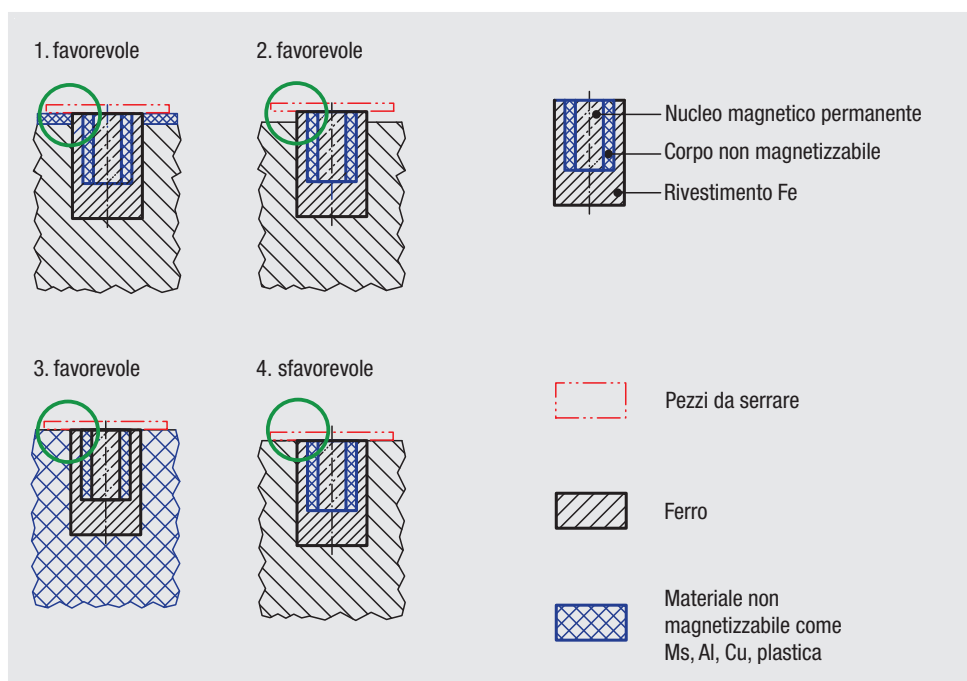 1. favorevole
2. favorevole
Nucleo magnetico permanente
Corpo non magnetizzabile
Rivestimento Fe
3. favorevole
4. sfavorevole
Pezzi da serrare
Ferro
Materiale non
magnetizzabile come
Ms, Al, Cu, plastica